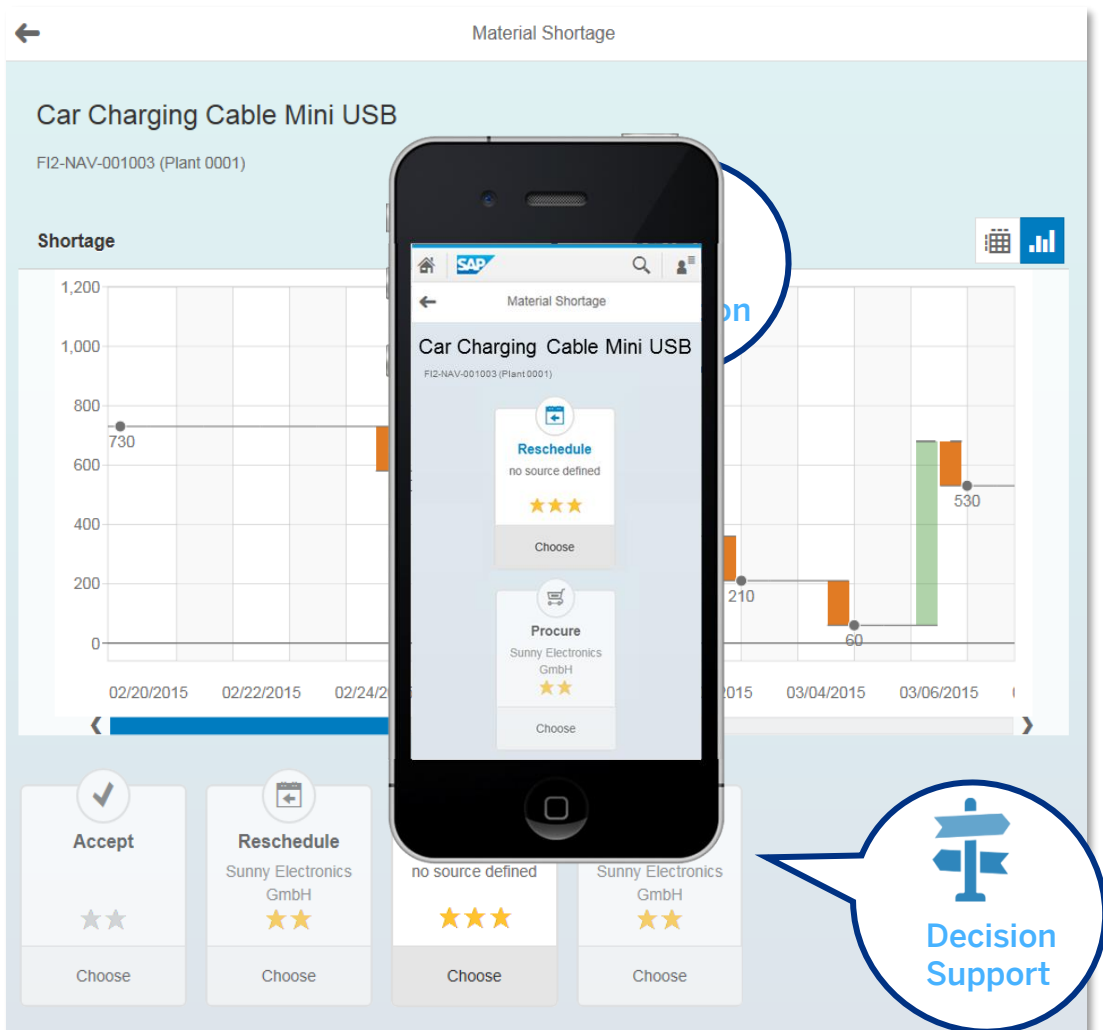 Material Shortage
Car Charging Cable Mini USB
FI2-NAV-001003 (Plant 0001)
Shortage
1,200
1,000
800
600
400
200
0
730
210
60
530
02/20/2015
02/22/2015
02/24/2
2015
03/04/2015
03/06/2015
on
SAP
Material Shortage
Car Charging Cable Mini USB
FI2-NAV-001003 (Plant 0001)
Reschedule
no source defined
Choose
Procure
Sunny Electronics
GmbH
Choose
Accept
Choose
Reschedule
Sunny Electronics
GmbH
Choose
no source defined
Choose
Sunny Electronics
GmbH
Choose
Decision
Support